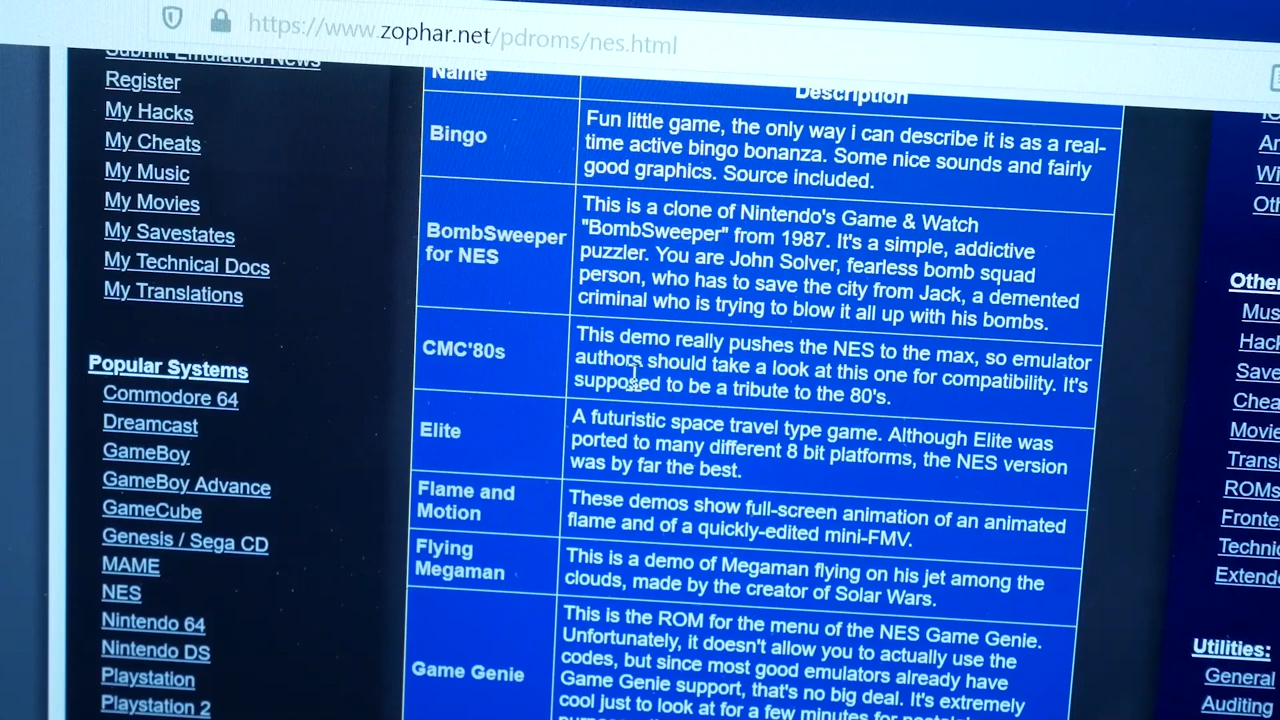 https://www.zophar.net/pdroms/nes.html
Submit Emulation News
Register
My Hacks
My Cheats
My Music
My Movies
My Savestates
My Technical Docs
My Translations
Popular Systems
Commodore 64
Dreamcast
GameBoy
GameBoy Advance
GameCube
Genesis / Sega CD
MAME
NES
Nintendo 64
Nintendo DS
Playstation
Playstation 2
Name
Description
Bingo
Fun little game, the only way i can describe it is as a real-
time active bingo bonanza. Some nice sounds and fairly
good graphics. Source included.
BombSweeper
for NES
This is a clone of Nintendo's Game & Watch
"BombSweeper" from 1987. It's a simple, addictive
puzzler. You are John Solver, fearless bomb squad
person, who has to save the city from Jack, a demented
criminal who is trying to blow it all up with his bombs.
CMC'80s
This demo really pushes the NES to the max, so emulator
authors should take a look at this one for compatibility. It's
supposed to be a tribute to the 80's.
Elite
A futuristic space travel type game. Although Elite was
ported to many different 8 bit platforms, the NES version
was by far the best.
Flame and
Motion
These demos show full-screen animation of an animated
flame and of a quickly-edited mini-FMV.
Flying
Megaman
This is a demo of Megaman flying on his jet among the
clouds, made by the creator of Solar Wars.
Game Genie
This is the ROM for the menu of the NES Game Genie.
Unfortunately, it doesn't allow you to actually use the
codes, but since most good emulators already have
Game Genie support, that's no big deal. It's extremely
cool just to look at for a few minutes for
Utilities:
General
Auditing